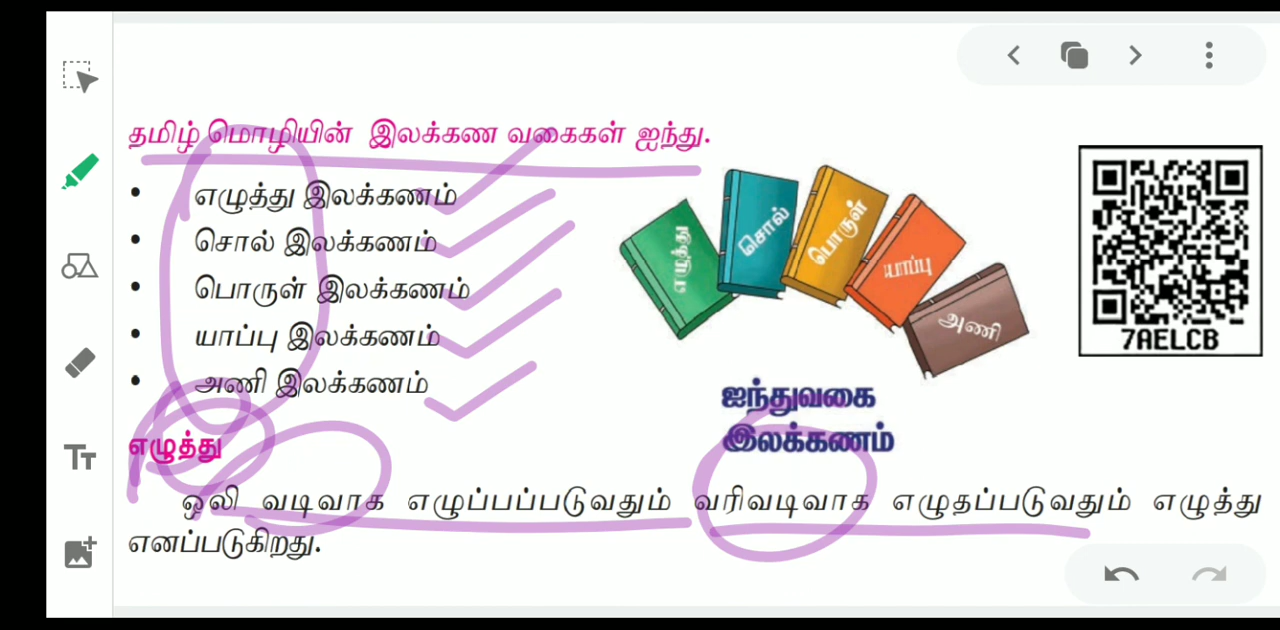 தமிழ் மொழியின் இலக்கண வகைகள் ஐந்து.
• எழுத்து இலக்கணம்
• சொல் இலக்கணம்
• பொருள் இலக்கணம்
• யாப்பு இலக்கணம்
• அணி இலக்கணம்
எழுத்து
சொல்
பொருள்
யாப்பு
அணி
ஐந்துவகை
இலக்கணம்
7AELCB
எழுத்து
ஒலி வடிவாக எழுப்பப்படுவதும் வரிவடிவாக எழுதப்படுவதும் எழுத்து
எனப்படுகிறது.
TT